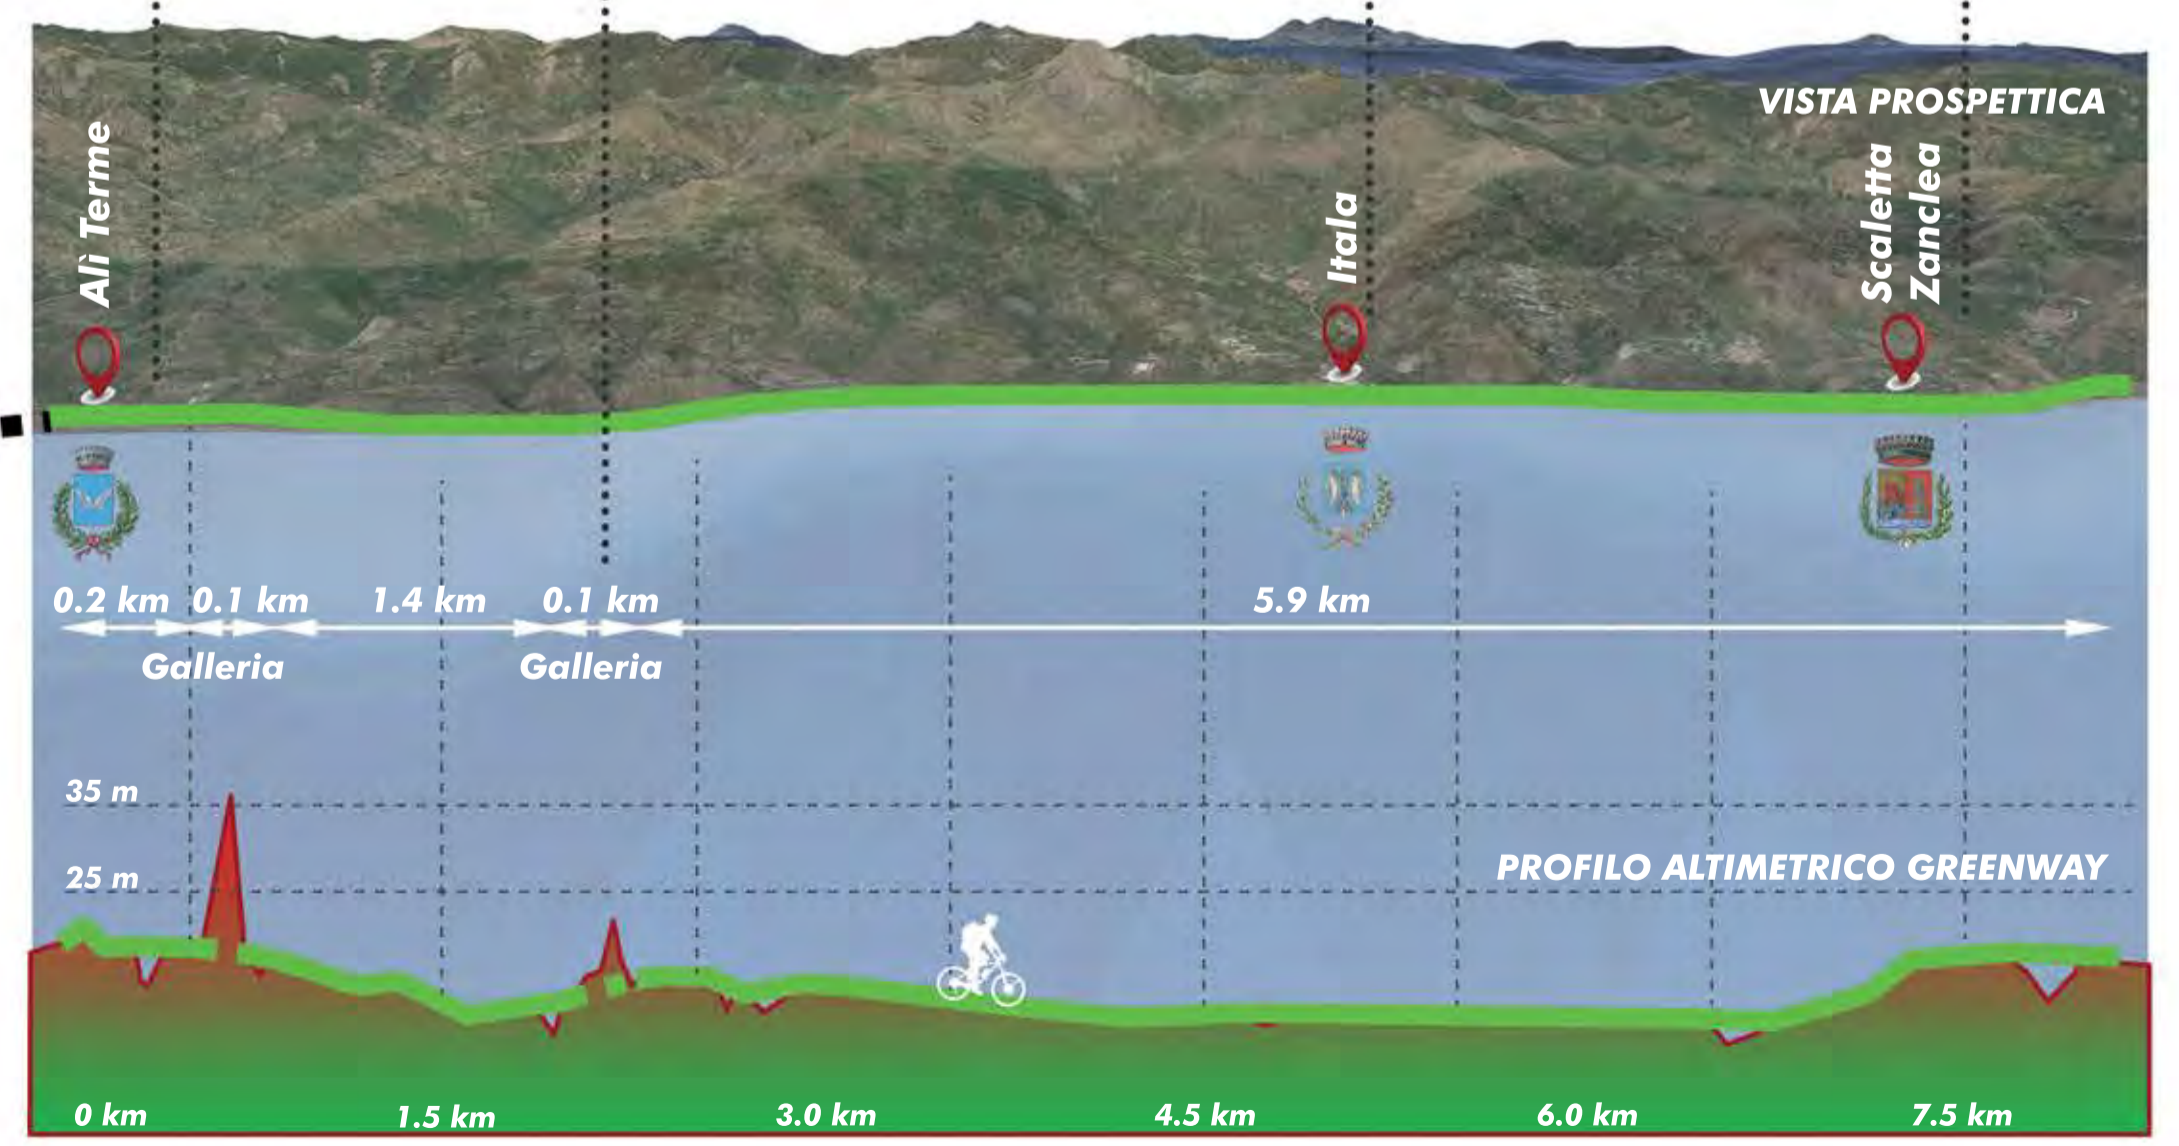 VISTA PROSPETTICA
Alì Terme
Itala
Scaletta
Zanclea
0.2 km 0.1 km 1.4 km 0.1 km 5.9 km
Galleria Galleria
35 m
25 m
PROFILO ALTIMETRICO GREENWAY
0 km 1.5 km 3.0 km 4.5 km 6.0 km 7.5 km